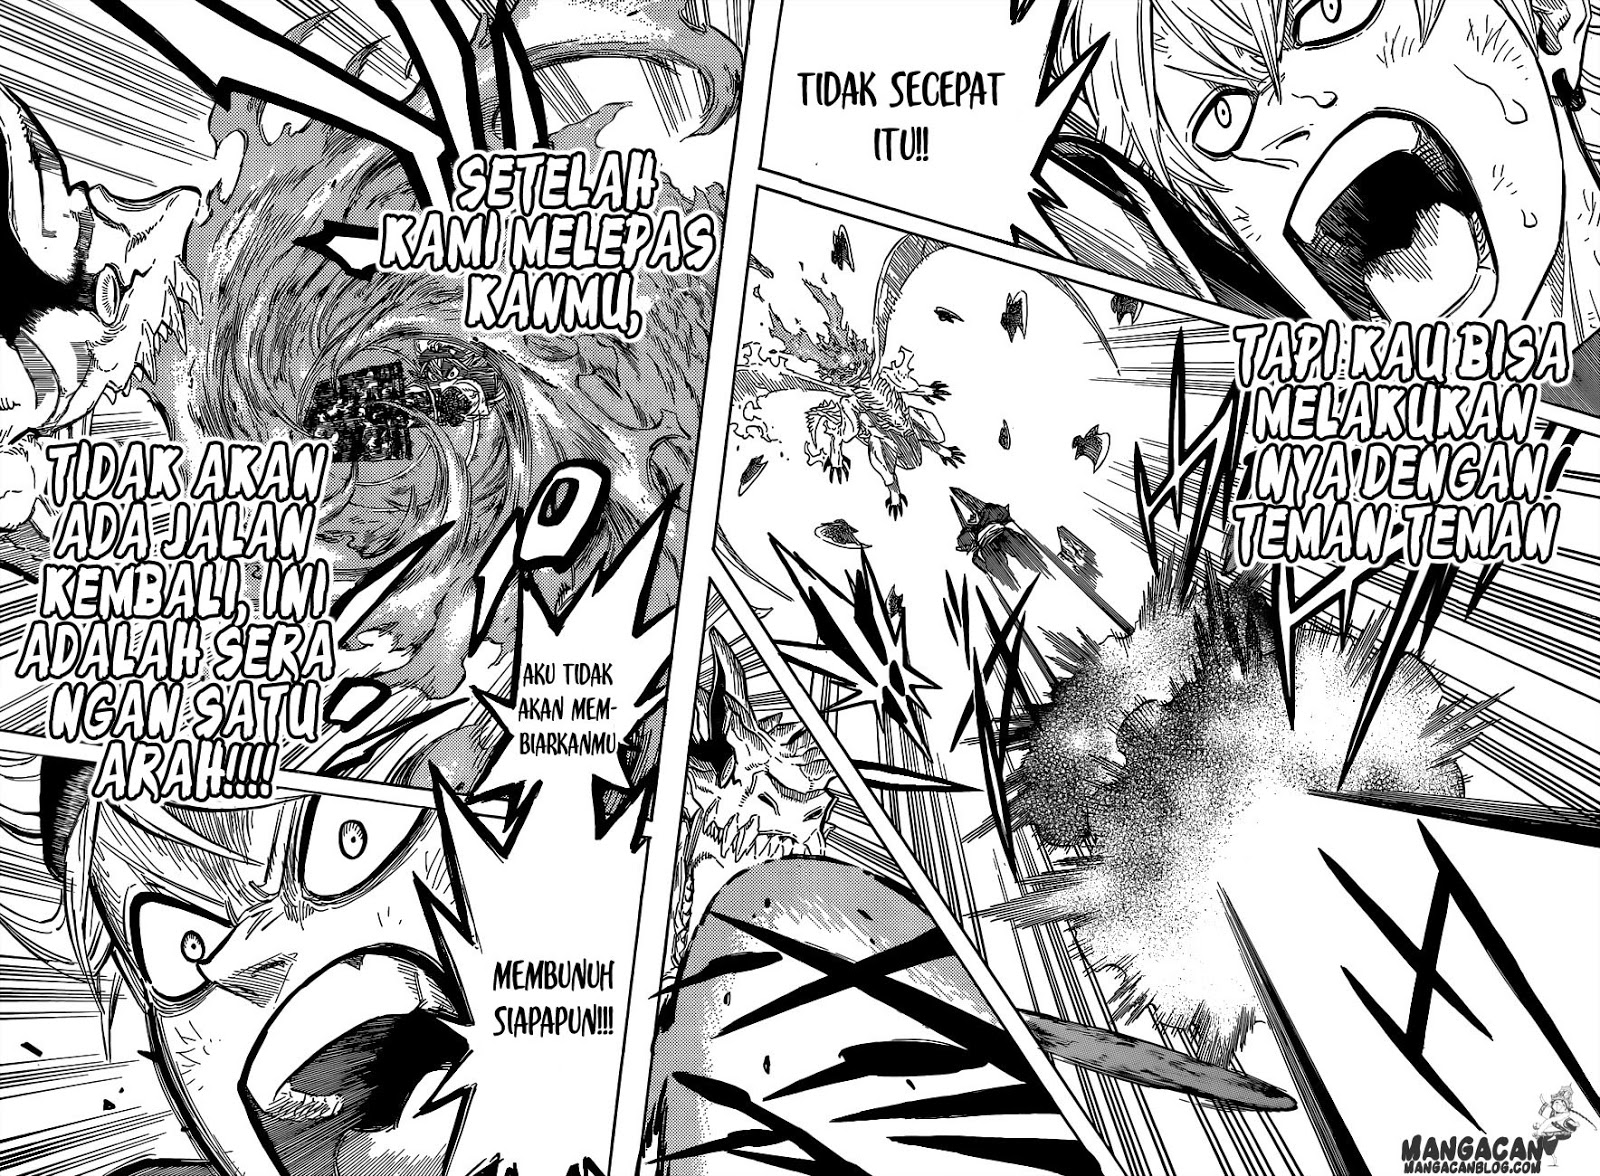 TIDAK SECEPAT
ITU!!
TAPI KAU BISA
MELAKUKAN
NYA DENGAN
TEMAN-TEMAN
SETELAH
KAMI MELEPAS
KANMU,
TIDAK AKAN
ADA JALAN
KEMBALI, INI
ADALAH SERA
NGAN SATU
ARAH!!!!
AKU TIDAK
AKAN MEM-
BIARKANMU
MEMBUNUH
SIAPAPUN!!!
MANGACAN
MANGACANBLOG.COM